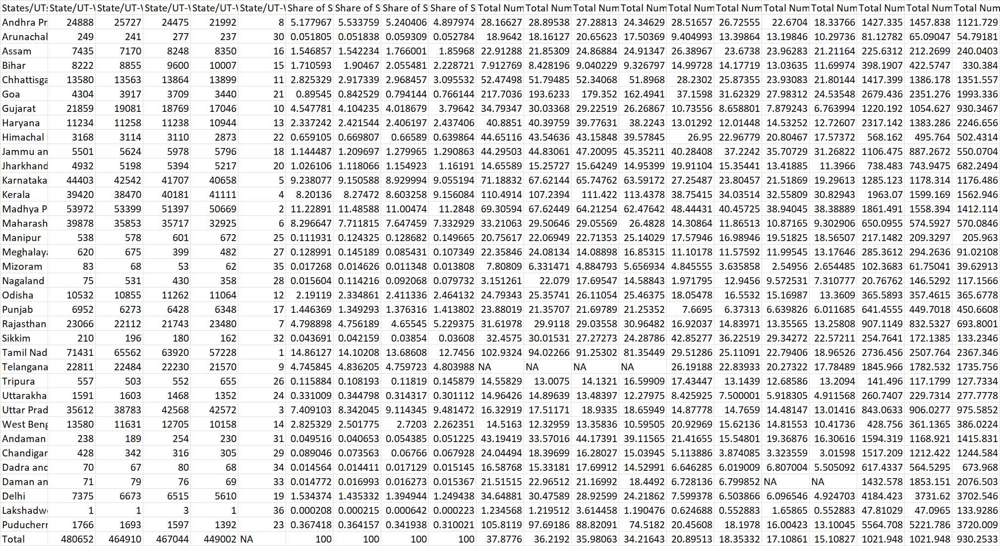 States/UTs State/UT-W State/UT-W State/UT-W State/UT-W State/UT-W Share of S Share of S Share of S Share of S Total Num Total Num Total Num Total Num Total Num Total Num Total Num Total Num Total Num Total Num Total Num
Andhra Pr 24888 25727 24475 21992 8 5.177967 5.533759 5.240406 4.897974 28.16627 28.89538 27.28813 24.34629 28.51657 26.72555 22.6704 18.33766 1427.335 1457.838 1121.729
Arunachal 249 241 277 237 30 0.051805 0.051838 0.059309 0.052784 18.9642 18.16127 20.65623 17.50369 9.404993 13.39864 13.19846 10.29736 81.12782 65.09047 54.79181
Assam 7435 7170 8248 8350 16 1.546857 1.542234 1.766001 1.85968 22.91288 21.85309 24.86884 24.91347 26.38967 23.6738 23.96283 21.21164 225.6312 212.2699 240.0403
Bihar 8222 8855 9600 10007 15 1.710593 1.90467 2.055481 2.228721 7.912769 8.428196 9.040229 9.326797 14.99728 14.17719 13.03635 11.69974 398.1907 422.5747 330.384
Chhattisga 13580 13563 13864 13899 11 2.825329 2.917339 2.968457 3.095532 52.47498 51.79485 52.34068 51.8968 28.2302 25.87355 23.93083 21.80144 1417.399 1386.178 1351.557
Goa 4304 3917 3709 3440 21 0.89545 0.842529 0.794144 0.766144 217.7036 193.6233 179.352 162.4941 37.1598 31.62329 27.98312 24.53548 2679.436 2351.276 1993.336
Gujarat 21859 19081 18769 17046 10 4.547781 4.104235 4.018679 3.79642 34.79347 30.03368 29.22519 26.26867 10.73556 8.658801 7.879243 6.763994 1220.192 1054.627 930.3467
Haryana 11234 11258 11238 10944 13 2.337242 2.421544 2.406197 2.437406 40.8851 40.39759 39.77631 38.2243 13.01292 12.01448 14.53252 12.72607 2317.142 1383.286 2246.656
Himachal 3168 3114 3110 2873 22 0.659105 0.669807 0.66589 0.639864 44.65116 43.54636 43.15848 39.57845 26.95 22.96779 20.80467 17.57372 568.162 495.764 502.4314
Jammu an 5501 5624 5978 5796 18 1.144487 1.209697 1.279965 1.290863 44.29503 44.83061 47.20095 45.35211 40.28408 37.2242 35.70729 31.26822 1106.475 887.2672 550.0704
Jharkhand 4932 5198 5394 5217 20 1.026106 1.118066 1.154923 1.16191 14.65589 15.25727 15.64249 14.95399 19.91104 15.35441 13.41885 11.3966 738.483 743.9475 682.2494
Karnataka 44403 42542 41707 40658 5 9.238077 9.150588 8.929994 9.055194 71.18832 67.62144 65.74762 63.59172 27.25487 23.80457 21.51869 19.29613 1285.123 1178.314 1176.486
Kerala 39420 38470 40181 41111 4 8.20136 8.27472 8.603258 9.156084 110.4914 107.2394 111.422 113.4378 38.75415 34.03514 32.55809 30.82943 1963.07 1599.169 1562.946
Madhya P 53972 53399 51397 50669 2 11.22891 11.48588 11.00474 11.2848 69.30594 67.62449 64.21254 62.47642 48.44431 40.45725 38.94045 38.38889 1861.491 1558.394 1412.114
Maharash 39878 35853 35717 32925 6 8.296647 7.711815 7.647459 7.332929 33.21063 29.50646 29.05569 26.4828 14.30864 11.86513 10.87165 9.302906 650.0955 574.5927 570.0846
Manipur 538 578 601 672 25 0.111931 0.124325 0.128682 0.149665 20.75617 22.06949 22.71353 25.14029 17.57946 16.98946 19.51825 18.56507 217.1482 209.3297 205.963
Meghalaya 620 675 399 482 27 0.128991 0.145189 0.085431 0.107349 22.35846 24.08134 14.08898 16.85315 11.10178 11.57592 11.99545 13.17646 285.3612 294.2636 91.02108
Mizoram 83 68 53 62 35 0.017268 0.014626 0.011348 0.013808 7.80809 6.331471 4.884793 5.656934 4.845555 3.635858 2.54956 2.654485 102.3683 61.75041 39.62913
Nagaland 75 531 430 358 28 0.015604 0.114216 0.092068 0.079732 3.151261 22.079 17.69547 14.58843 1.971795 12.9456 9.572531 7.310777 20.76762 146.5292 117.1566
Odisha 10532 10855 11262 11064 12 2.19119 2.334861 2.411336 2.464132 24.79343 25.35741 26.11054 25.46375 18.05478 16.5532 15.16987 13.3609 365.5893 357.4615 365.6778
Punjab 6952 6273 6428 6348 17 1.446369 1.349293 1.376316 1.413802 23.88019 21.35707 21.69789 21.25352 7.6695 6.37313 6.639826 6.011685 641.4555 449.7018 450.6608
Rajasthan 23066 22112 21743 23480 7 4.798898 4.756189 4.65545 5.229375 31.61978 29.9118 29.03558 30.96482 16.92037 14.83971 13.35565 13.25808 907.1149 832.5327 693.8001
Sikkim 210 196 180 162 32 0.043691 0.042159 0.03854 0.03608 32.4575 30.01531 27.27273 24.28786 42.85277 36.22519 29.34272 22.57211 254.7641 172.1385 133.2346
Tamil Nad 71431 65562 63920 57228 1 14.86127 14.10208 13.68608 12.7456 102.9324 94.02266 91.25302 81.35449 29.51286 25.11091 22.79406 18.96526 2736.456 2507.764 2367.346
Telangana 22811 22484 22230 21570 9 4.745845 4.836205 4.759723 4.803988 NA NA NA NA 26.19188 22.83933 20.27322 17.78489 1845.966 1782.532 1735.756
Tripura 557 503 552 655 26 0.115884 0.108193 0.11819 0.145879 14.55829 13.0075 14.1321 16.59909 17.43447 13.1439 12.68586 13.2094 141.496 117.1799 127.7334
Uttarakha 1591 1603 1468 1352 24 0.331009 0.344798 0.314317 0.301112 14.96426 14.89639 13.48397 12.27975 8.425925 7.500001 5.918305 4.911568 260.7407 229.7314 277.7778
Uttar Prad 35612 38783 42568 42572 3 7.409103 8.342045 9.114345 9.481472 16.32919 17.51171 18.9335 18.65949 14.87778 14.7659 14.48147 13.01416 843.0633 906.0277 975.5852
West Beng 13580 11631 12705 10158 14 2.825329 2.501775 2.7203 2.262351 14.5163 12.32959 13.35836 10.59505 20.92969 15.62136 14.81553 10.41736 428.756 361.1365 386.0224
Andaman 238 189 254 230 31 0.049516 0.040653 0.054385 0.051225 43.19419 33.57016 44.17391 39.11565 21.41655 15.54801 19.36876 16.30616 1594.319 1168.921 1415.831
Chandigar 428 342 316 305 29 0.089046 0.073563 0.06766 0.067928 24.04494 18.39699 16.28027 15.03945 5.113886 3.874085 3.323559 3.01598 1517.209 1212.422 1244.584
Dadra and 70 67 80 68 34 0.014564 0.014411 0.017129 0.015145 16.58768 15.33181 17.69912 14.52991 6.646285 6.019009 6.807004 5.505092 617.4337 564.5295 673.968
Daman an 71 79 76 69 33 0.014772 0.016993 0.016273 0.015367 21.51515 22.96512 21.16992 18.4492 6.728136 6.799852 NA NA 1432.578 1853.151 2076.503
Delhi 7375 6673 6515 5610 19 1.534374 1.435332 1.394944 1.249438 34.64881 30.47589 28.92599 24.21862 7.599378 6.503866 6.096546 4.924703 4184.423 3731.62 3702.546
Lakshadwe 1 1 3 1 36 0.000208 0.000215 0.000642 0.000223 1.234568 1.219512 3.614458 1.190476 0.624688 0.552883 1.65865 0.552883 47.81029 47.0965 133.9286
Puducherr 1766 1693 1597 1392 23 0.367418 0.364157 0.341938 0.310021 105.8119 97.69186 88.82091 74.5182 20.45608 18.1978 16.00423 13.10045 5564.708 5221.786 3720.009
Total 480652 464910 467044 449002 NA 100 100 100 100 37.8776 36.2192 35.98063 34.21643 20.89513 18.35332 17.10861 15.10827 1021.948 1021.948 930.2533